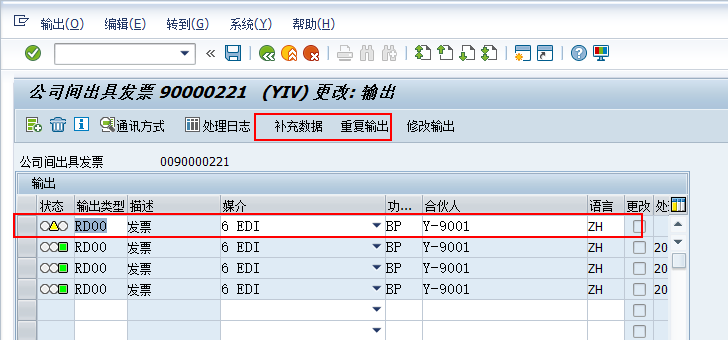 输出(O) 编辑(E) 转到(G) 系统(Y) 帮助(H)
公司间出具发票 90000221 (YIV) 更改: 输出
通讯方式 处理日志 补充数据 重复输出 修改输出
公司间出具发票 0090000221
输出
状态 输出类型 描述 媒介 功... 合伙人 语言 更改 处
RD00 发票 6 EDI BP Y-9001 ZH
RD00 发票 6 EDI BP Y-9001 ZH 20
RD00 发票 6 EDI BP Y-9001 ZH 20
RD00 发票 6 EDI BP Y-9001 ZH 20